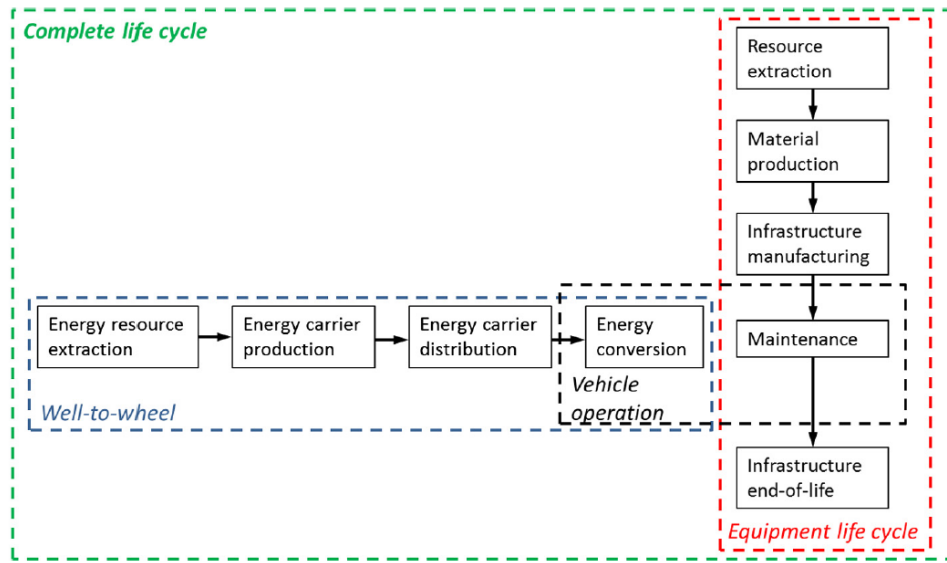 Complete life cycle
Resource
extraction
Material
production
Infrastructure
manufacturing
Energy resource
extraction
Energy carrier
production
Energy carrier
distribution
Energy
conversion
Maintenance
Well-to-wheel
Vehicle
operation
Infrastructure
end-of-life
Equipment life cycle